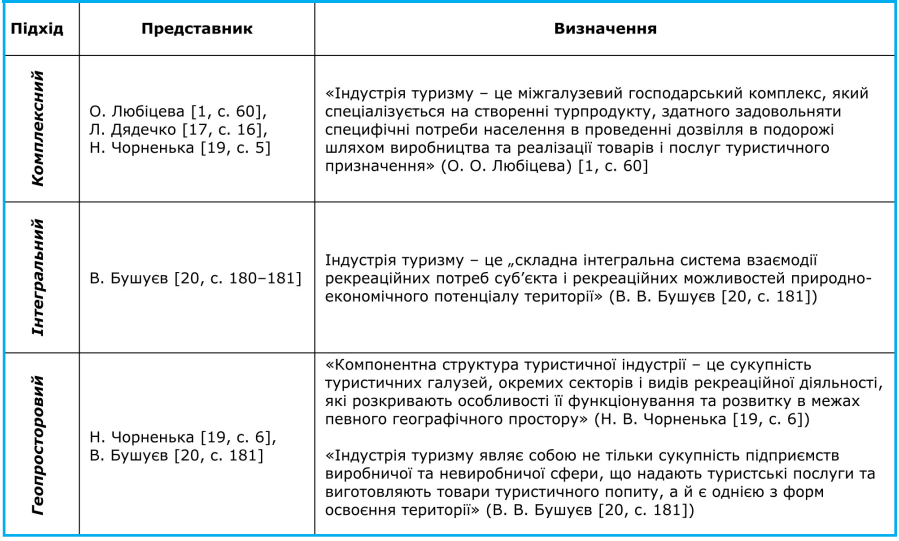 Підхід
Представник
Визначення
Комплексний
О. Любіцева [1, с. 60],
Л. Дядечко [17, с. 16],
Н. Чорненька [19, с. 5]
«Індустрія туризму – це міжгалузевий господарський комплекс, який
спеціалізується на створенні турпродукту, здатного задовольняти
специфічні потреби населення в проведенні дозвілля в подорожі
шляхом виробництва та реалізації товарів і послуг туристичного
призначення» (О. О. Любіцева) [1, с. 60]
Інтегральний
В. Бушуєв [20, с. 180–181]
Індустрія туризму – це „складна інтегральна система взаємодії
рекреаційних потреб суб’єкта і рекреаційних можливостей природно-
економічного потенціалу території» (В. В. Бушуєв [20, с. 181])
Геопросторовий
Н. Чорненька [19, с. 6],
В. Бушуєв [20, с. 181]
«Компонентна структура туристичної індустрії – це сукупність
туристичних галузей, окремих секторів і видів рекреаційної діяльності,
які розкривають особливості її функціонування та розвитку в межах
певного географічного простору» (Н. В. Чорненька [19, с. 6])
«Індустрія туризму являє собою не тільки сукупність підприємств
виробничої та невиробничої сфери, що надають туристські послуги та
виготовляють товари туристичного попиту, а й є однією з форм
освоєння території» (В. В. Бушуєв [20, с. 181])